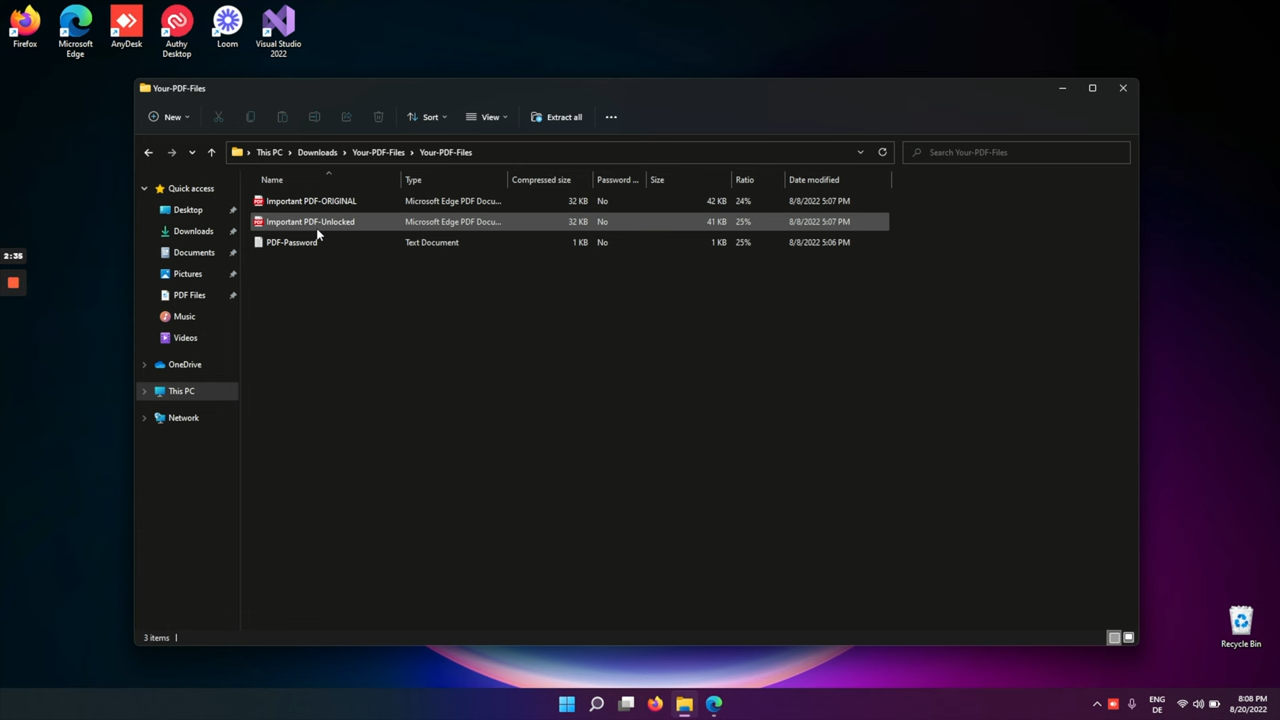 Firefox
Microsoft Edge
AnyDesk
Authy Desktop
Loom
Visual Studio 2022
Your-PDF-Files
New
Sort
View
Extract all
This PC
Downloads
Your-PDF-Files
Your-PDF-Files
Search Your-PDF-Files
Name
Type
Compressed size
Password ...
Size
Ratio
Date modified
Important PDF-ORIGINAL Microsoft Edge PDF Docu... 32 KB No 42 KB 24% 8/8/2022 5:07 PM
Important PDF-Unlocked Microsoft Edge PDF Docu... 32 KB No 41 KB 25% 8/8/2022 5:07 PM
PDF-Password Text Document 1 KB No 1 KB 25% 8/8/2022 5:06 PM
Quick access
Desktop
Downloads
Documents
Pictures
PDF Files
Music
Videos
OneDrive
This PC
Network
2:35
3 items
Recycle Bin
ENG
DE
8:08 PM
8/20/2022